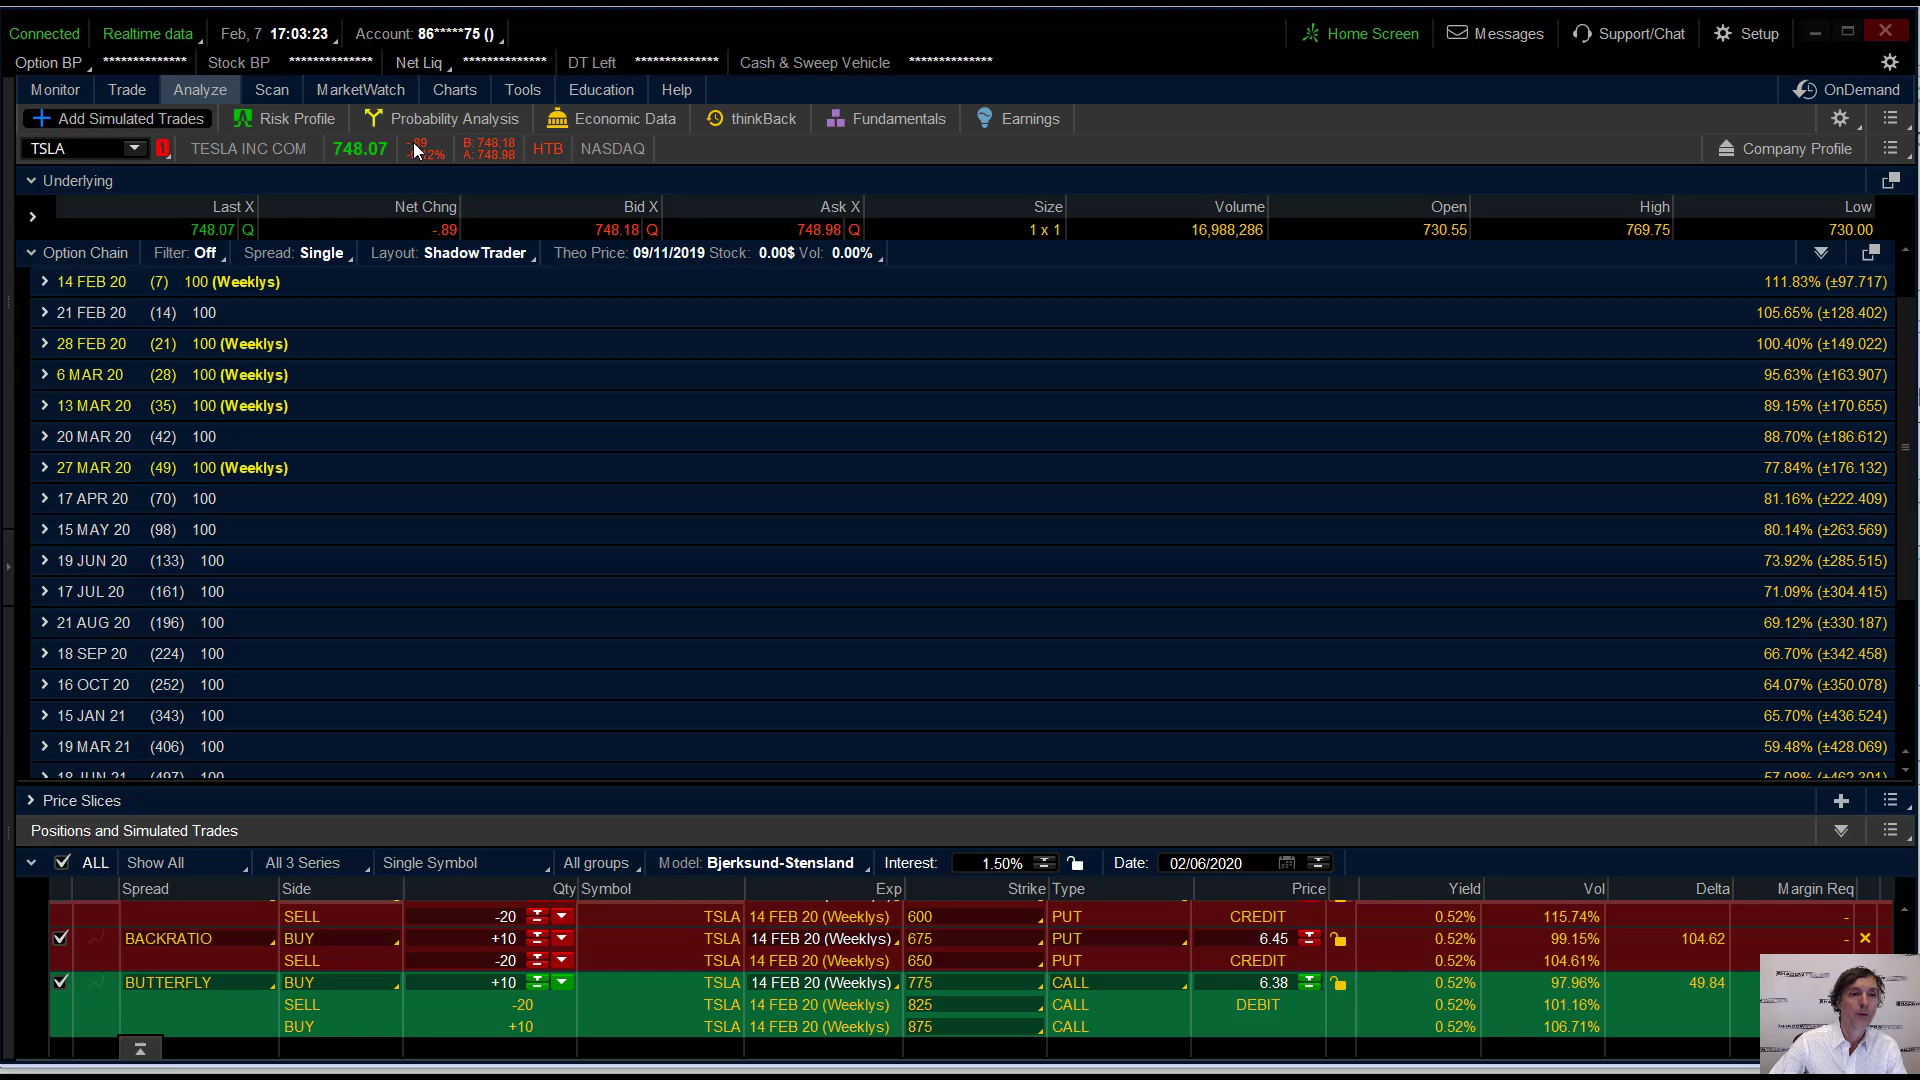 Connected Realtime data Feb, 7 17:03:23 Account: 86*****75 () Home Screen Messages Support/Chat Setup
Option BP ************** Stock BP ************** Net Liq ************** DT Left ************** Cash & Sweep Vehicle **************
Monitor Trade Analyze Scan MarketWatch Charts Tools Education Help OnDemand
Add Simulated Trades Risk Profile Probability Analysis Economic Data thinkBack Fundamentals Earnings
TSLA 1 TESLA INC COM 748.07 B: 748.18 A: 748.98 HTB NASDAQ Company Profile
Underlying
Last X Net Chng Bid X Ask X Size Volume Open High Low
748.07 Q -.89 748.18 Q 748.98 Q 1 x 1 16,988,286 730.55 769.75 730.00
Option Chain Filter: Off Spread: Single Layout: ShadowTrader Theo Price: 09/11/2019 Stock: 0.00$ Vol: 0.00%
14 FEB 20 (7) 100 (Weeklys) 111.83% (±97.717)
21 FEB 20 (14) 100 105.65% (±128.402)
28 FEB 20 (21) 100 (Weeklys) 100.40% (±149.022)
6 MAR 20 (28) 100 (Weeklys) 95.63% (±163.907)
13 MAR 20 (35) 100 (Weeklys) 89.15% (±170.655)
20 MAR 20 (42) 100 88.70% (±186.612)
27 MAR 20 (49) 100 (Weeklys) 77.84% (±176.132)
17 APR 20 (70) 100 81.16% (±222.409)
15 MAY 20 (98) 100 80.14% (±263.569)
19 JUN 20 (133) 100 73.92% (±285.515)
17 JUL 20 (161) 100 71.09% (±304.415)
21 AUG 20 (196) 100 69.12% (±330.187)
18 SEP 20 (224) 100 66.70% (±342.458)
16 OCT 20 (252) 100 64.07% (±350.078)
15 JAN 21 (343) 100 65.70% (±436.524)
19 MAR 21 (406) 100 59.48% (±428.069)
18 JUN 21 (497) 100 57.08% (±462.301)
Price Slices
Positions and Simulated Trades
ALL Show All All 3 Series Single Symbol All groups Model: Bjerksund-Stensland Interest: 1.50% Date: 02/06/2020
Spread Side Qty Symbol Exp Strike Type Price Yield Vol Delta Margin Req
SELL -20 TSLA 14 FEB 20 (Weeklys) 600 PUT CREDIT 0.52% 115.74% -
BACKRATIO BUY +10 TSLA 14 FEB 20 (Weeklys) 675 PUT 6.45 0.52% 99.15% 104.62 -
SELL -20 TSLA 14 FEB 20 (Weeklys) 650 PUT CREDIT 0.52% 104.61%
BUTTERFLY BUY +10 TSLA 14 FEB 20 (Weeklys) 775 CALL 6.38 0.52% 97.96% 49.84
SELL -20 TSLA 14 FEB 20 (Weeklys) 825 CALL DEBIT 0.52% 101.16%
BUY +10 TSLA 14 FEB 20 (Weeklys) 875 CALL 0.52% 106.71%